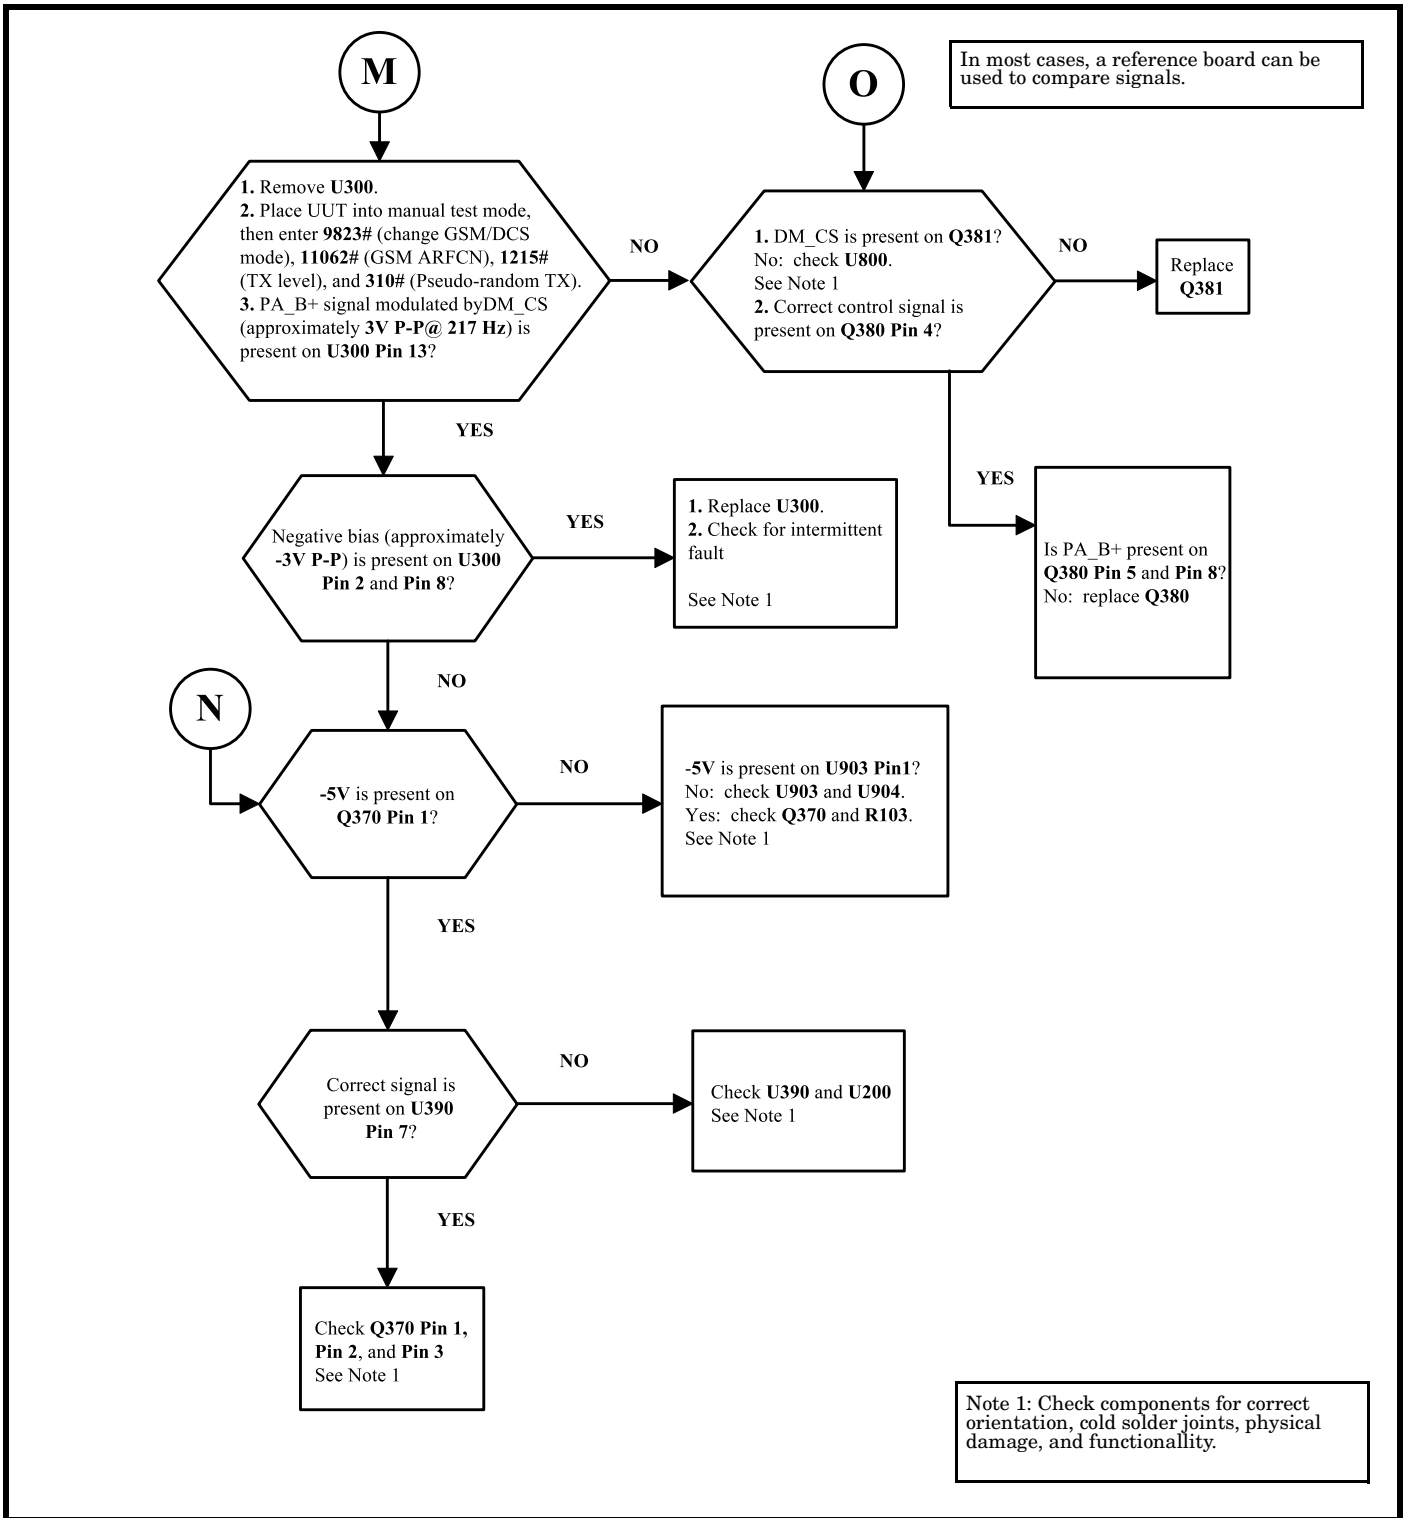 M
O
In most cases, a reference board can be
used to compare signals.
1. Remove U300.
2. Place UUT into manual test mode,
then enter 9823# (change GSM/DCS
mode), 11062# (GSM ARFCN), 1215#
(TX level), and 310# (Pseudo-random TX).
3. PA_B+ signal modulated byDM_CS
(approximately 3V P-P@ 217 Hz) is
present on U300 Pin 13?
NO
1. DM_CS is present on Q381?
No: check U800.
See Note 1
2. Correct control signal is
present on Q380 Pin 4?
NO
Replace
Q381
YES
YES
Negative bias (approximately
-3V P-P) is present on U300
Pin 2 and Pin 8?
YES
1. Replace U300.
2. Check for intermittent
fault
See Note 1
Is PA_B+ present on
Q380 Pin 5 and Pin 8?
No: replace Q380
NO
N
-5V is present on
Q370 Pin 1?
NO
-5V is present on U903 Pin1?
No: check U903 and U904.
Yes: check Q370 and R103.
See Note 1
YES
Correct signal is
present on U390
Pin 7?
NO
Check U390 and U200
See Note 1
YES
Check Q370 Pin 1,
Pin 2, and Pin 3
See Note 1
Note 1: Check components for correct
orientation, cold solder joints, physical
damage, and functionallity.